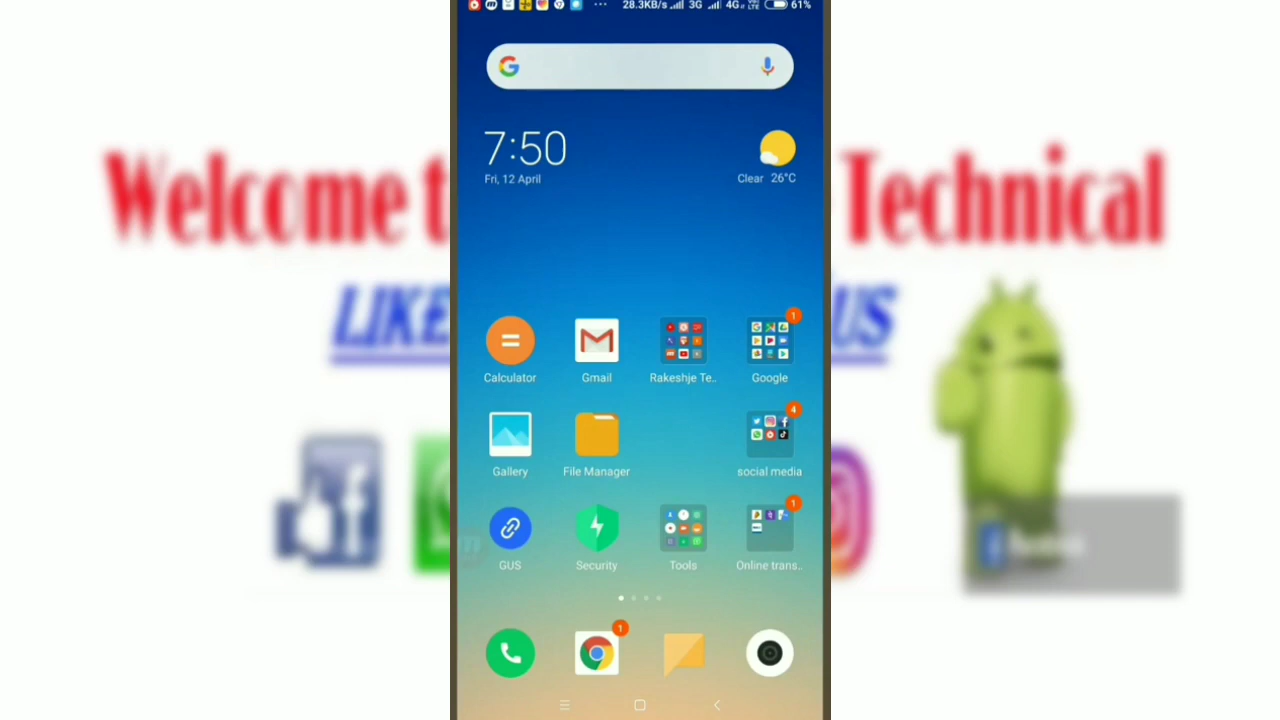 28.3KB/s 3G 4G VoLTE 61%
Welcome t Technical
7:50
Fri, 12 April
Clear 26°C
LIKE US
1
Calculator Gmail Rakeshje Te.. Google
4
Gallery File Manager social media
1
GUS Security Tools Online trans..
1